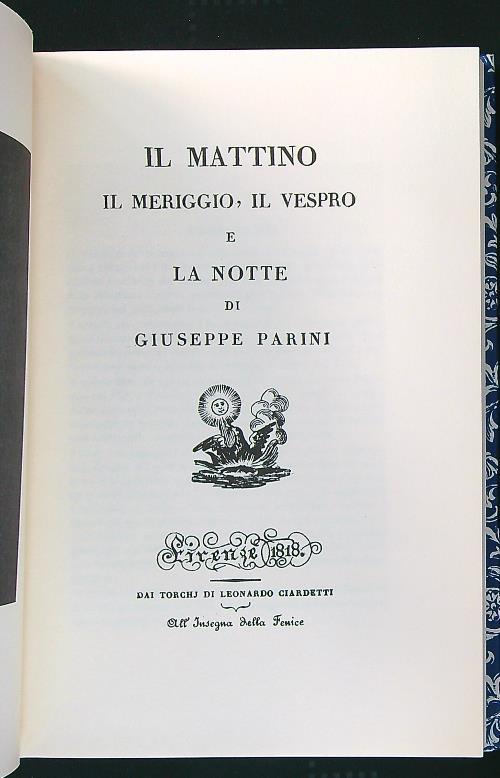 IL MATTINO
IL MERIGGIO, IL VESPRO
E
LA NOTTE
DI
GIUSEPPE PARINI
Firenze 1818.
DAI TORCHJ DI LEONARDO CIARDETTI
All' Insegna della Fenice